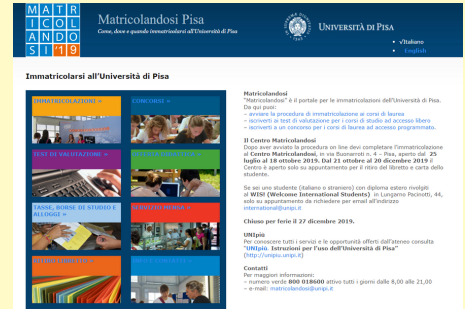 MATR
ICOL
ANDO
SI '19
Matricolandosi Pisa
Come, dove e quando immatricolarsi all'Università di Pisa
UNIVERSITÀ DI PISA
√Italiano
English
Immatricolarsi all'Università di Pisa
IMMATRICOLAZIONI »
CONCORSI »
TEST DI VALUTAZIONE »
TASSE, BORSE DI STUDIO E
ALLOGGI »
Matricolandosi
"Matricolandosi" è il portale per le immatricolazioni dell'Università di Pisa.
Da qui puoi:
– avviare la procedura di immatricolazione ai corsi di laurea
– iscriverti ai test di valutazione per i corsi di studio ad accesso libero
– iscriverti a un concorso per i corsi di laurea ad accesso programmato.
Il Centro Matricolandosi
Dopo aver avviato la procedura on line devi completare l'immatricolazione
al Centro Matricolandosi, in via Buonarroti n. 4 – Pisa, aperto dal 25
luglio al 18 ottobre 2019. Dal 21 ottobre al 20 dicembre 2019 il
Centro è aperto solo su appuntamento per il ritiro del libretto e carta dello
studente.
Se sei uno studente (italiano o straniero) con diploma estero rivolgiti
al WIS! (Welcome International Students) in Lungarno Pacinotti, 44,
solo su appuntamento da richiedere per email all'indirizzo
international@unipi.it
Chiuso per ferie il 27 dicembre 2019.
UNIpiù
Per conoscere tutti i servizi e le opportunità offerti dall'ateneo consulta
"UNIpiù. Istruzioni per l'uso dell'Università di Pisa"
(http://unipiu.unipi.it)
Contatti
Per maggiori informazioni:
– numero verde 800 018600 attivo tutti i giorni dalle 8,00 alle 21,00
– e-mail: matricolandosi@unipi.it